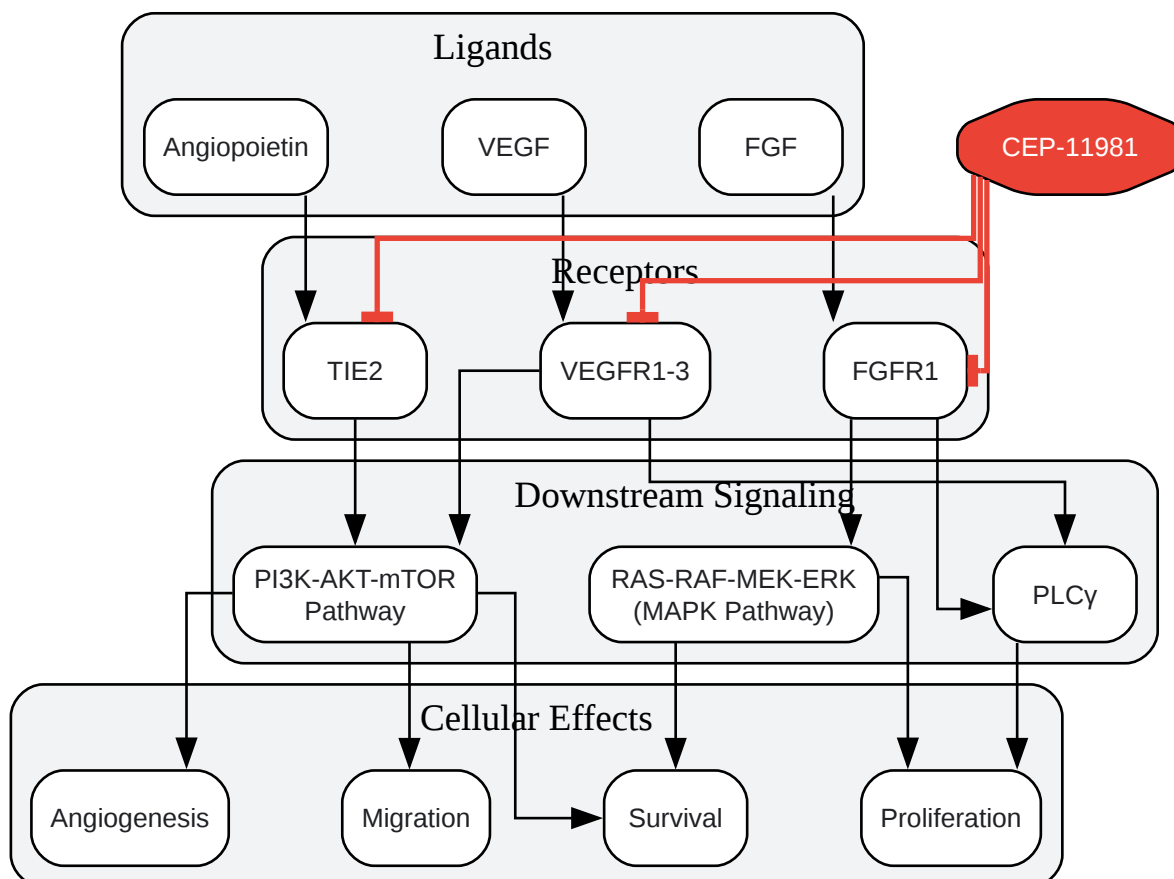 Ligands
Angiopoietin
VEGF
FGF
CEP-11981
Receptors
TIE2
VEGFR1-3
FGFR1
Downstream Signaling
PI3K-AKT-mTOR
Pathway
RAS-RAF-MEK-ERK
(MAPK Pathway)
PLCγ
Cellular Effects
Angiogenesis
Migration
Survival
Proliferation